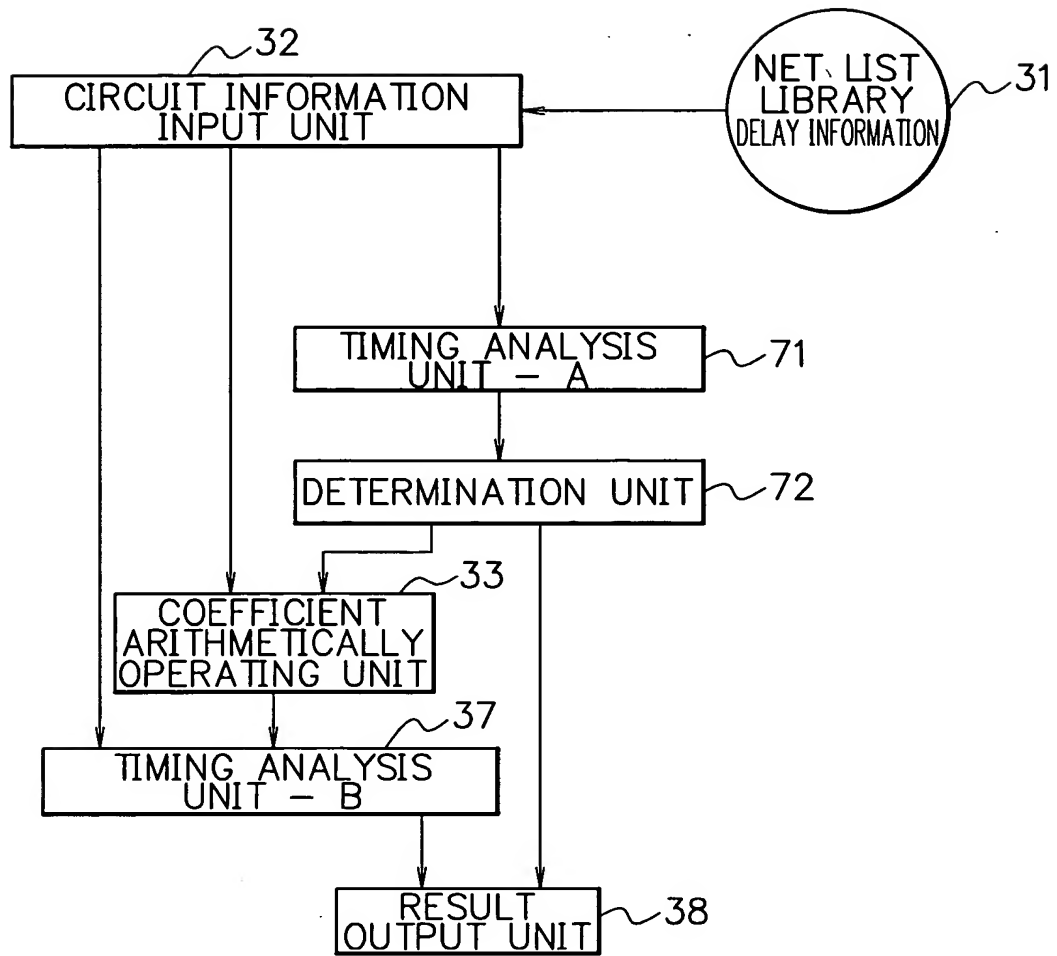 32
CIRCUIT INFORMATION
INPUT UNIT
NET LIST
LIBRARY
DELAY INFORMATION
31
TIMING ANALYSIS
UNIT - A
71
DETERMINATION UNIT
72
33
COEFFICIENT
ARITHMETICALLY
OPERATING UNIT
37
TIMING ANALYSIS
UNIT - B
RESULT
OUTPUT UNIT
38